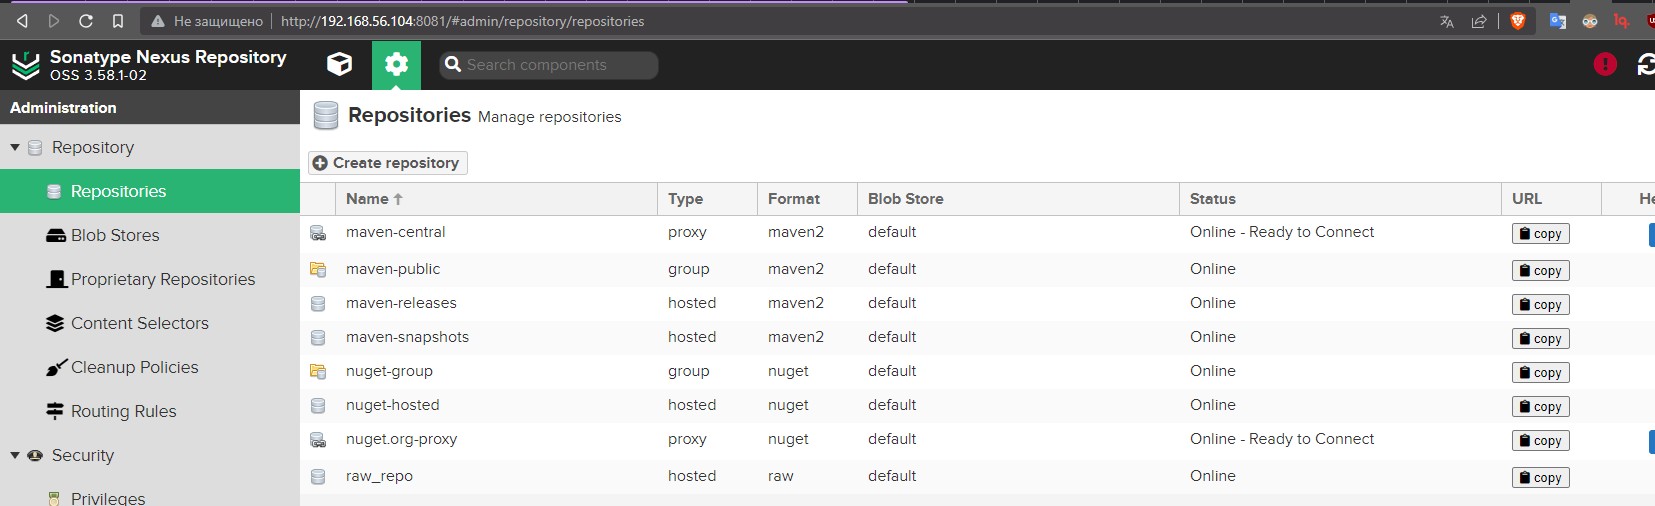 Не защищено http://192.168.56.104:8081/#admin/repository/repositories
Sonatype Nexus Repository
OSS 3.58.1-02
Search components
Administration
Repositories Manage repositories
Repository
Create repository
Repositories
Name Type Format Blob Store Status URL
maven-central proxy maven2 default Online - Ready to Connect copy
Blob Stores
maven-public group maven2 default Online copy
Proprietary Repositories
maven-releases hosted maven2 default Online copy
Content Selectors
maven-snapshots hosted maven2 default Online copy
Cleanup Policies
nuget-group group nuget default Online copy
Routing Rules
nuget-hosted hosted nuget default Online copy
nuget.org-proxy proxy nuget default Online - Ready to Connect copy
Security
raw_repo hosted raw default Online copy
Privileges